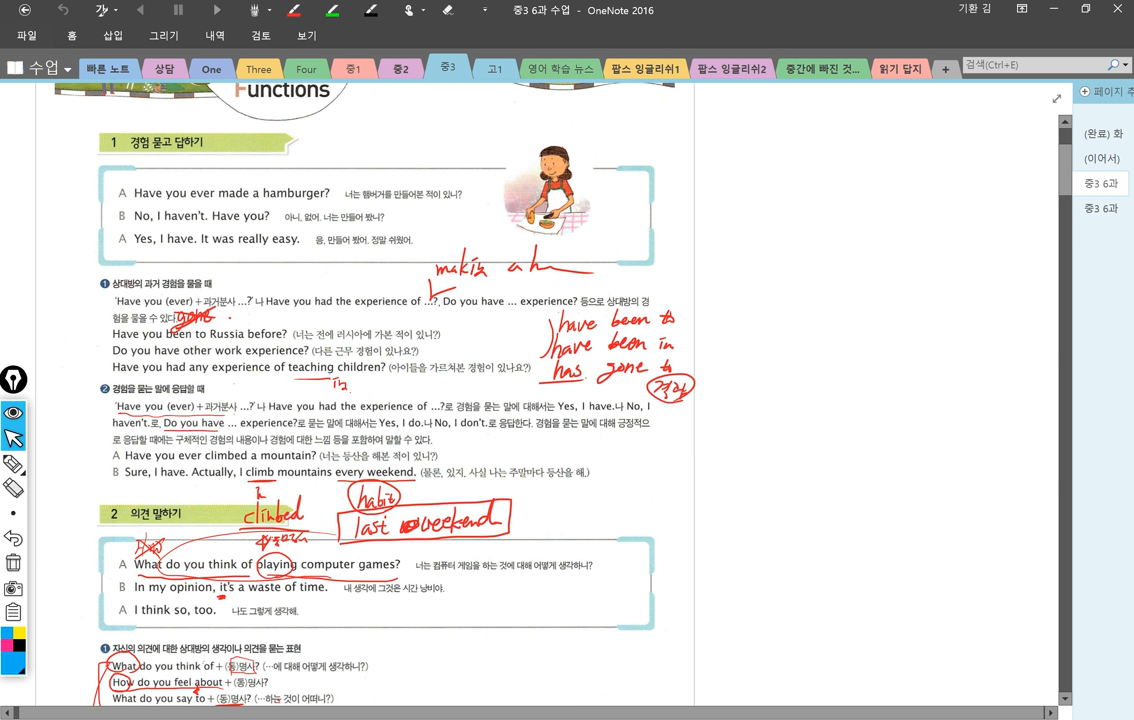 중3 6과 수업 - OneNote 2016
기환 김
파일 홈 삽입 그리기 내역 검토 보기
수업 빠른 노트 상담 One Three Four 중1 중2 중3 고1 영어 학습 뉴스 팝스 잉글리쉬1 팝스 잉글리쉬2 중간에 빠진 것... 읽기 답지 + 검색(Ctrl+E)
페이지 추
(완료) 화
(이어서)
중3 6과
중3 6과
Functions
1 경험 묻고 답하기
A Have you ever made a hamburger? 너는 햄버거를 만들어본 적이 있니?
B No, I haven't. Have you? 아니, 없어. 너는 만들어 봤니?
A Yes, I have. It was really easy. 응, 만들어 봤어. 정말 쉬웠어.
making a h
1 상대방의 과거 경험을 물을 때
'Have you (ever) + 과거분사 ...?'나 Have you had the experience of ...?, Do you have ... experience? 등으로 상대방의 경
험을 물을 수 있다.
gone
Have you been to Russia before? (너는 전에 러시아에 가본 적이 있니?)
Do you have other work experience? (다른 근무 경험이 있나요?)
Have you had any experience of teaching children? (아이들을 가르쳐본 경험이 있나요?)
have been to
have been in
has gone to
결과
2 경험을 묻는 말에 응답할 때
'Have you (ever) + 과거분사 ...?'나 Have you had the experience of ...?로 경험을 묻는 말에 대해서는 Yes, I have.나 No, I
haven't.로, Do you have ... experience?로 묻는 말에 대해서는 Yes, I do.나 No, I don't.로 응답한다. 경험을 묻는 말에 대해 긍정적으
로 응답할 때에는 구체적인 경험의 내용이나 경험에 대한 느낌 등을 포함하여 말할 수 있다.
A Have you ever climbed a mountain? (너는 등산을 해본 적이 있니?)
B Sure, I have. Actually, I climb mountains every weekend. (물론, 있지. 사실 나는 주말마다 등산을 해.)
habit
climbed
last weekend
2 의견 말하기
A What do you think of playing computer games? 너는 컴퓨터 게임을 하는 것에 대해 어떻게 생각하니?
B In my opinion, it's a waste of time. 내 생각에 그것은 시간 낭비야.
A I think so, too. 나도 그렇게 생각해.
1 자신의 의견에 대한 상대방의 생각이나 의견을 묻는 표현
What do you think of + (동)명사? (…에 대해 어떻게 생각하니?)
How do you feel about + (동)명사?
What do you say to + (동)명사? (…하는 것이 어떠니?)